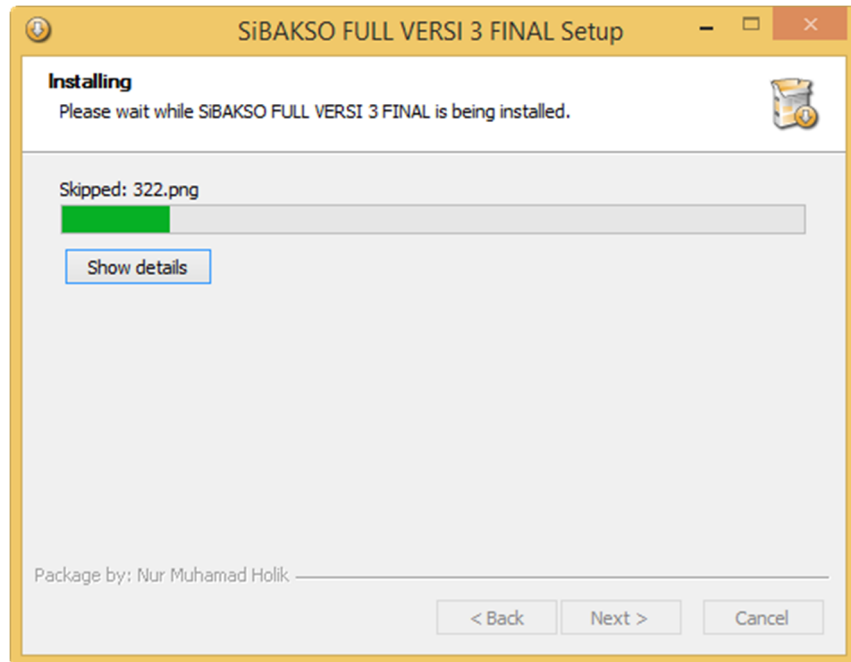 SiBAKSO FULL VERSI 3 FINAL Setup
Installing
Please wait while SiBAKSO FULL VERSI 3 FINAL is being installed.
Skipped: 322.png
Show details
Package by: Nur Muhamad Holik
< Back Next > Cancel